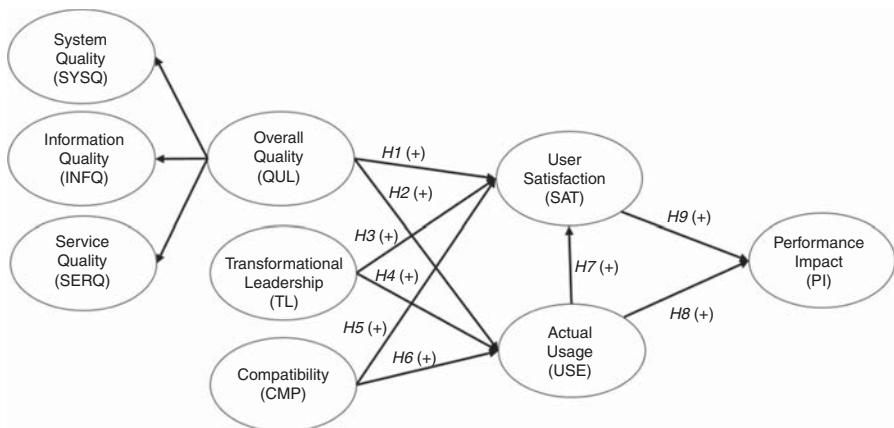 System
Quality
(SYSQ)
Information
Quality
(INFQ)
Service
Quality
(SERQ)
Overall
Quality
(QUL)
Transformational
Leadership
(TL)
Compatibility
(CMP)
H1 (+)
H2 (+)
H3 (+)
H4 (+)
H5 (+)
H6 (+)
User
Satisfaction
(SAT)
H7 (+)
Actual
Usage
(USE)
H9 (+)
H8 (+)
Performance
Impact
(PI)